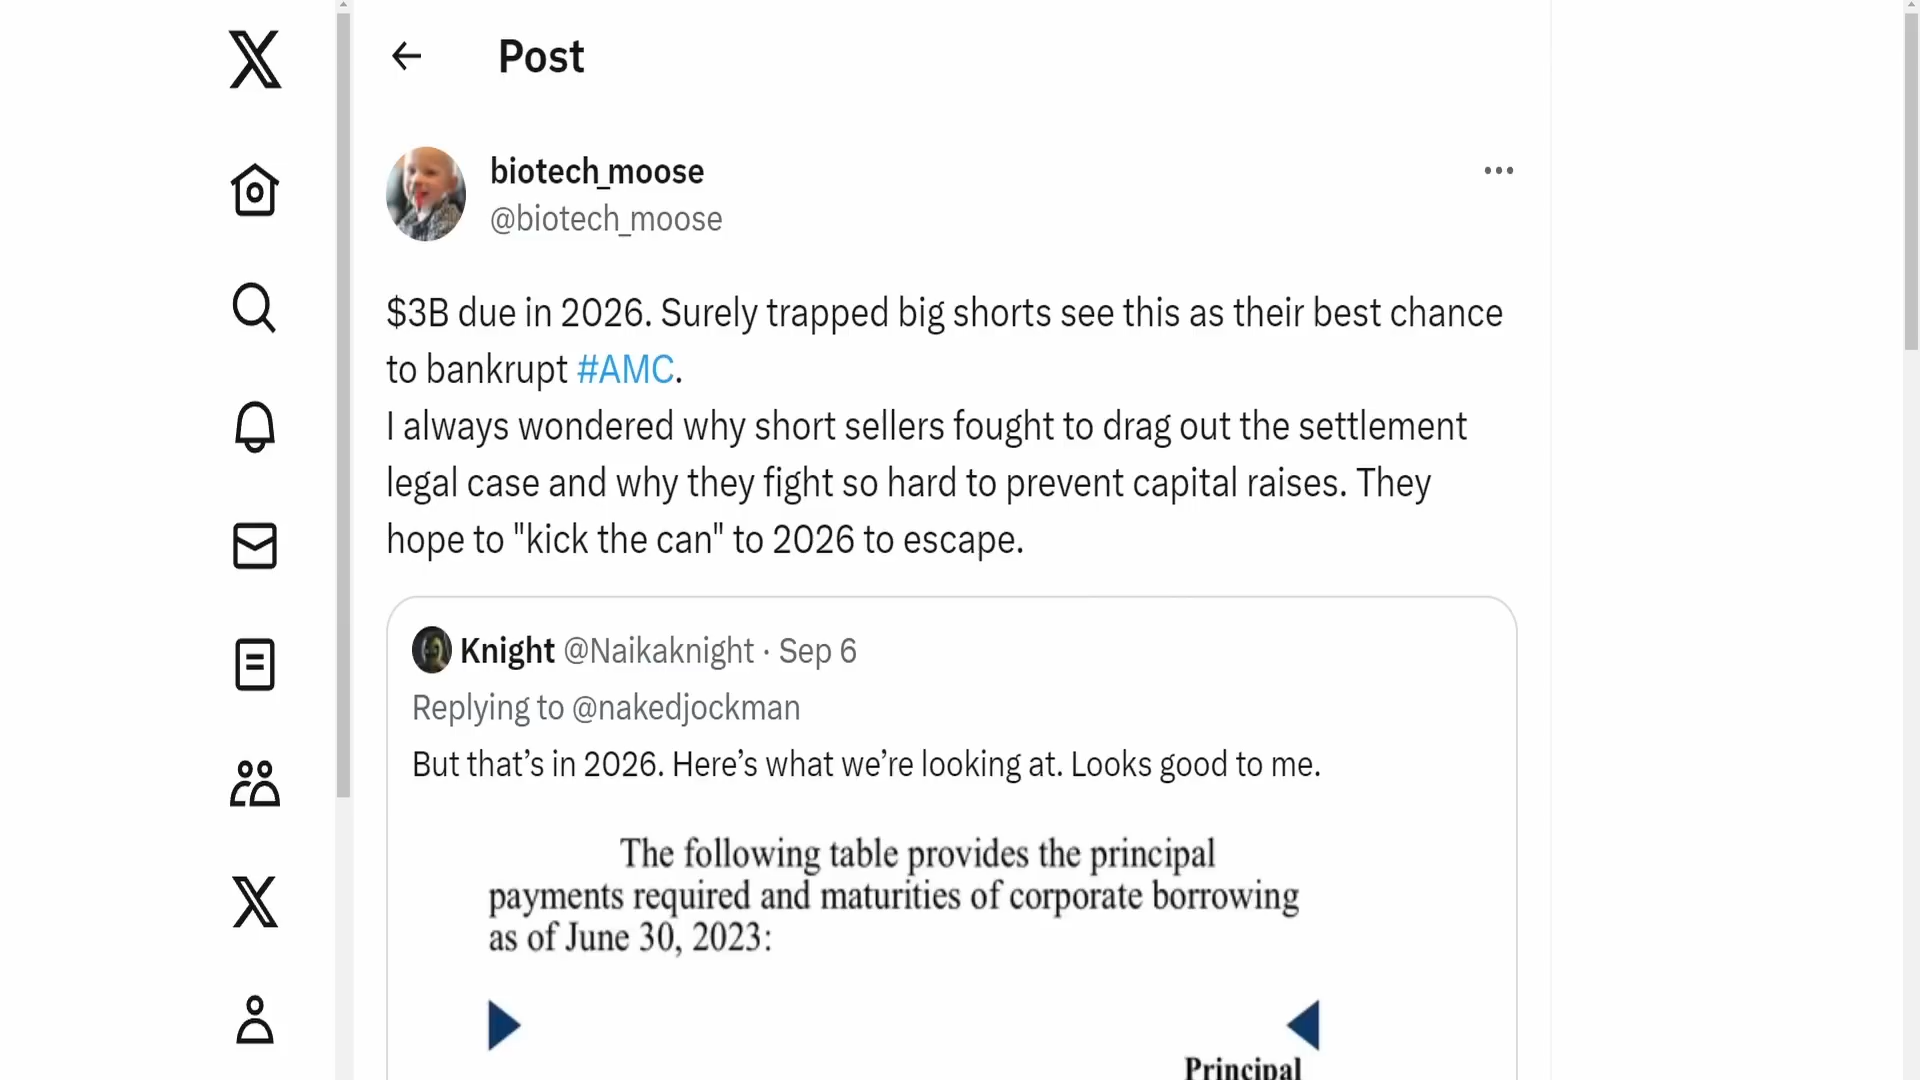 Post
biotech_moose
@biotech_moose
$3B due in 2026. Surely trapped big shorts see this as their best chance
to bankrupt #AMC.
I always wondered why short sellers fought to drag out the settlement
legal case and why they fight so hard to prevent capital raises. They
hope to "kick the can" to 2026 to escape.
Knight @Naikaknight · Sep 6
Replying to @nakedjockman
But that’s in 2026. Here’s what we’re looking at. Looks good to me.
The following table provides the principal
payments required and maturities of corporate borrowing
as of June 30, 2023:
Principal